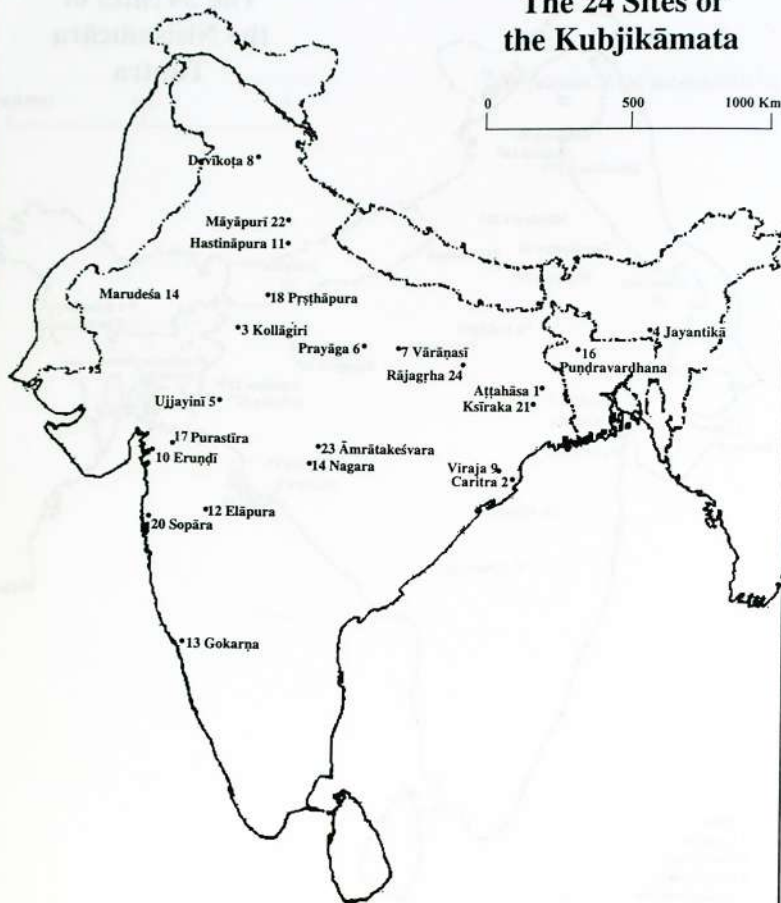 The 24 Sites of
the Kubjikāmata
0 500 1000 Km
Devīkoṭa 8
Māyāpurī 22
Hastināpura 11
Marudeśa 14
18 Pṛṣṭhāpura
3 Kollāgiri
4 Jayantikā
Prayāga 6
7 Vārāṇasī
16
Puṇḍravardhana
Rājagṛha 24
Aṭṭahāsa 1
Kṣīraka 21
Ujjayinī 5
17 Purastīra
10 Eruṇḍī
23 Āmrātakeśvara
14 Nagara
Viraja 9
Caritra 2
12 Elāpura
20 Sopāra
13 Gokarṇa